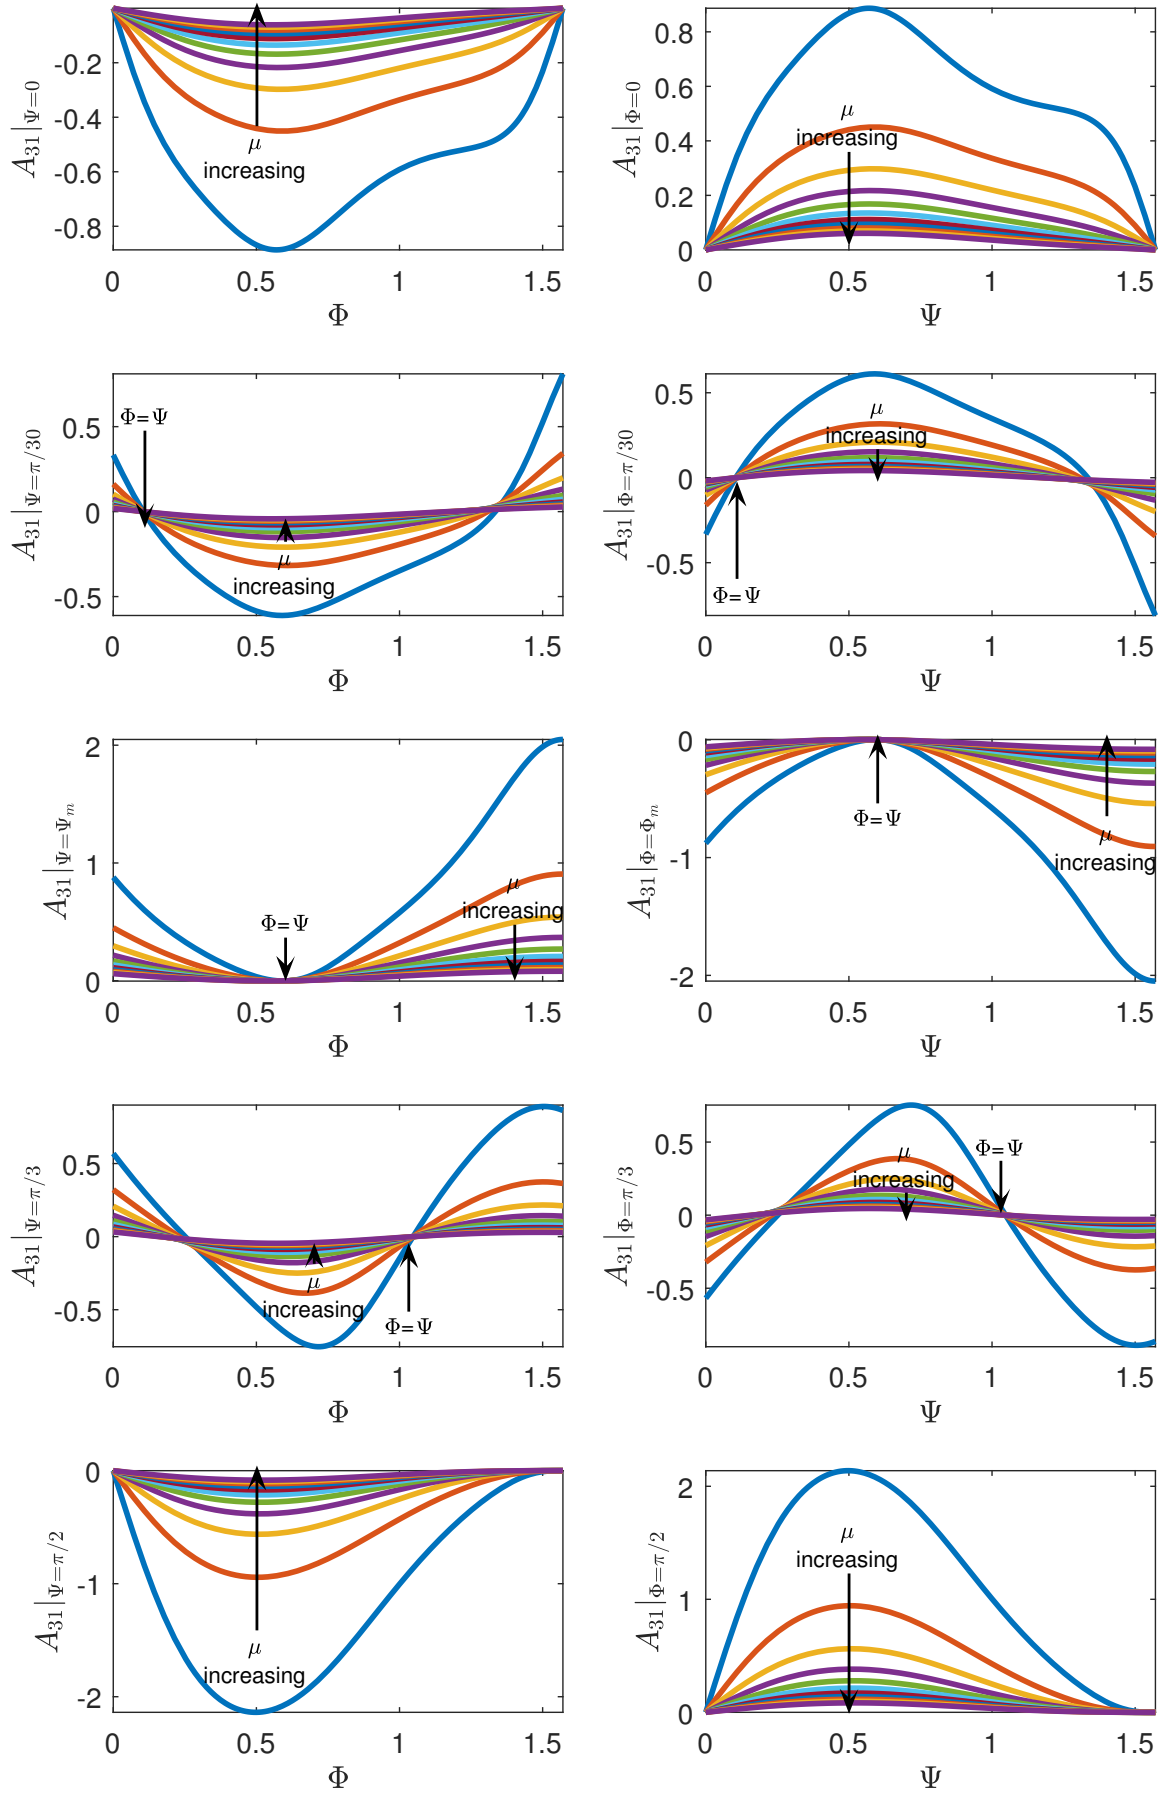 A₃₁|Ψ=0
-0.2
-0.4
-0.6
-0.8
μ
increasing
0 0.5 1 1.5
Φ
A₃₁|Φ=0
0.8
0.6
0.4
0.2
0
μ
increasing
0 0.5 1 1.5
Ψ
A₃₁|Ψ=π/30
0.5
0
-0.5
Φ=Ψ
μ
increasing
0 0.5 1 1.5
Φ
A₃₁|Φ=π/30
0.5
0
-0.5
μ
increasing
Φ=Ψ
0 0.5 1 1.5
Ψ
A₃₁|Ψ=Ψₘ
2
1
0
Φ=Ψ
μ
increasing
0 0.5 1 1.5
Φ
A₃₁|Φ=Φₘ
0
-1
-2
Φ=Ψ
μ
increasing
0 0.5 1 1.5
Ψ
A₃₁|Ψ=π/3
0.5
0
-0.5
μ
increasing
Φ=Ψ
0 0.5 1 1.5
Φ
A₃₁|Φ=π/3
0.5
0
-0.5
μ
increasing
Φ=Ψ
0 0.5 1 1.5
Ψ
A₃₁|Ψ=π/2
0
-1
-2
μ
increasing
0 0.5 1 1.5
Φ
A₃₁|Φ=π/2
2
1
0
μ
increasing
0 0.5 1 1.5
Ψ